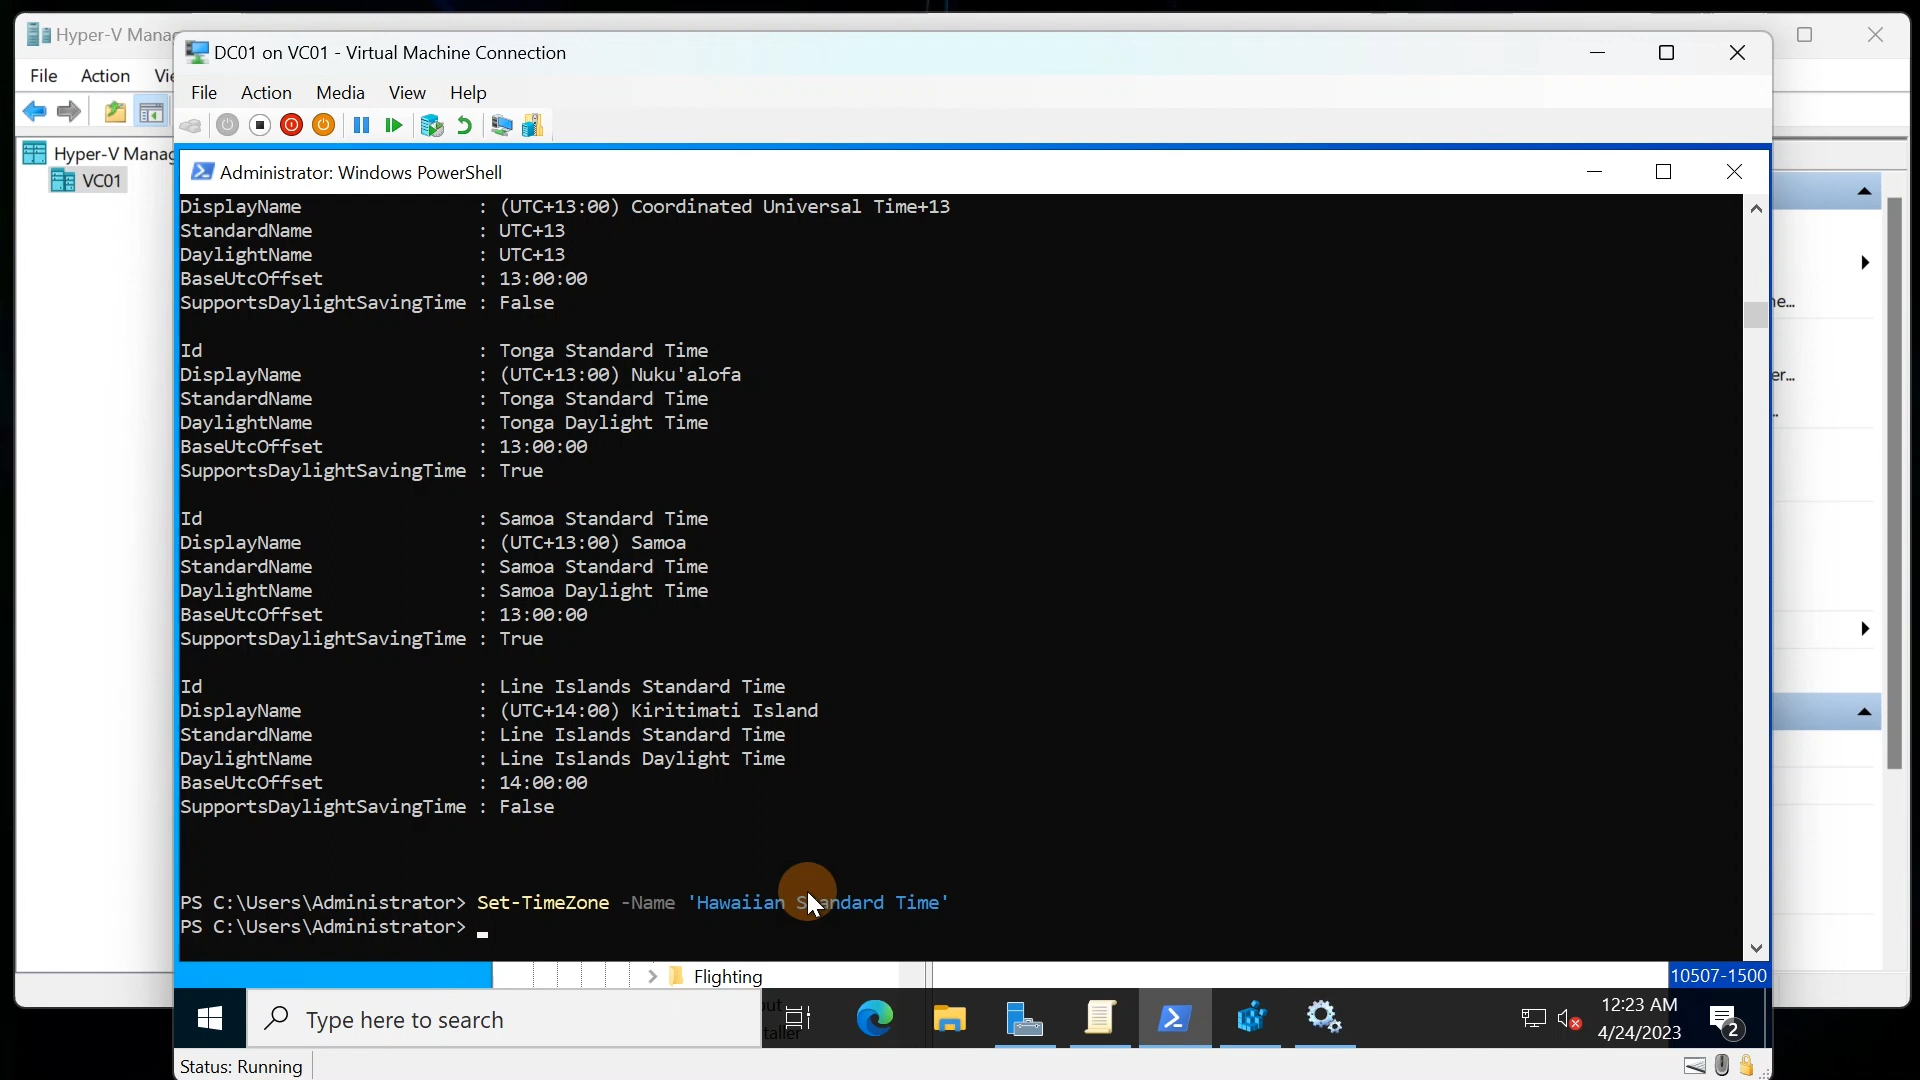 Hyper-V Manag
File Action Vie
Hyper-V Manag
VC01
DC01 on VC01 - Virtual Machine Connection
File Action Media View Help
Administrator: Windows PowerShell
DisplayName : (UTC+13:00) Coordinated Universal Time+13
StandardName : UTC+13
DaylightName : UTC+13
BaseUtcOffset : 13:00:00
SupportsDaylightSavingTime : False
Id : Tonga Standard Time
DisplayName : (UTC+13:00) Nuku'alofa
StandardName : Tonga Standard Time
DaylightName : Tonga Daylight Time
BaseUtcOffset : 13:00:00
SupportsDaylightSavingTime : True
Id : Samoa Standard Time
DisplayName : (UTC+13:00) Samoa
StandardName : Samoa Standard Time
DaylightName : Samoa Daylight Time
BaseUtcOffset : 13:00:00
SupportsDaylightSavingTime : True
Id : Line Islands Standard Time
DisplayName : (UTC+14:00) Kiritimati Island
StandardName : Line Islands Standard Time
DaylightName : Line Islands Daylight Time
BaseUtcOffset : 14:00:00
SupportsDaylightSavingTime : False
PS C:\Users\Administrator> Set-TimeZone -Name 'Hawaiian Standard Time'
PS C:\Users\Administrator>
ne...
er...
Flighting
10507-1500
Type here to search
12:23 AM
4/24/2023
2
Status: Running